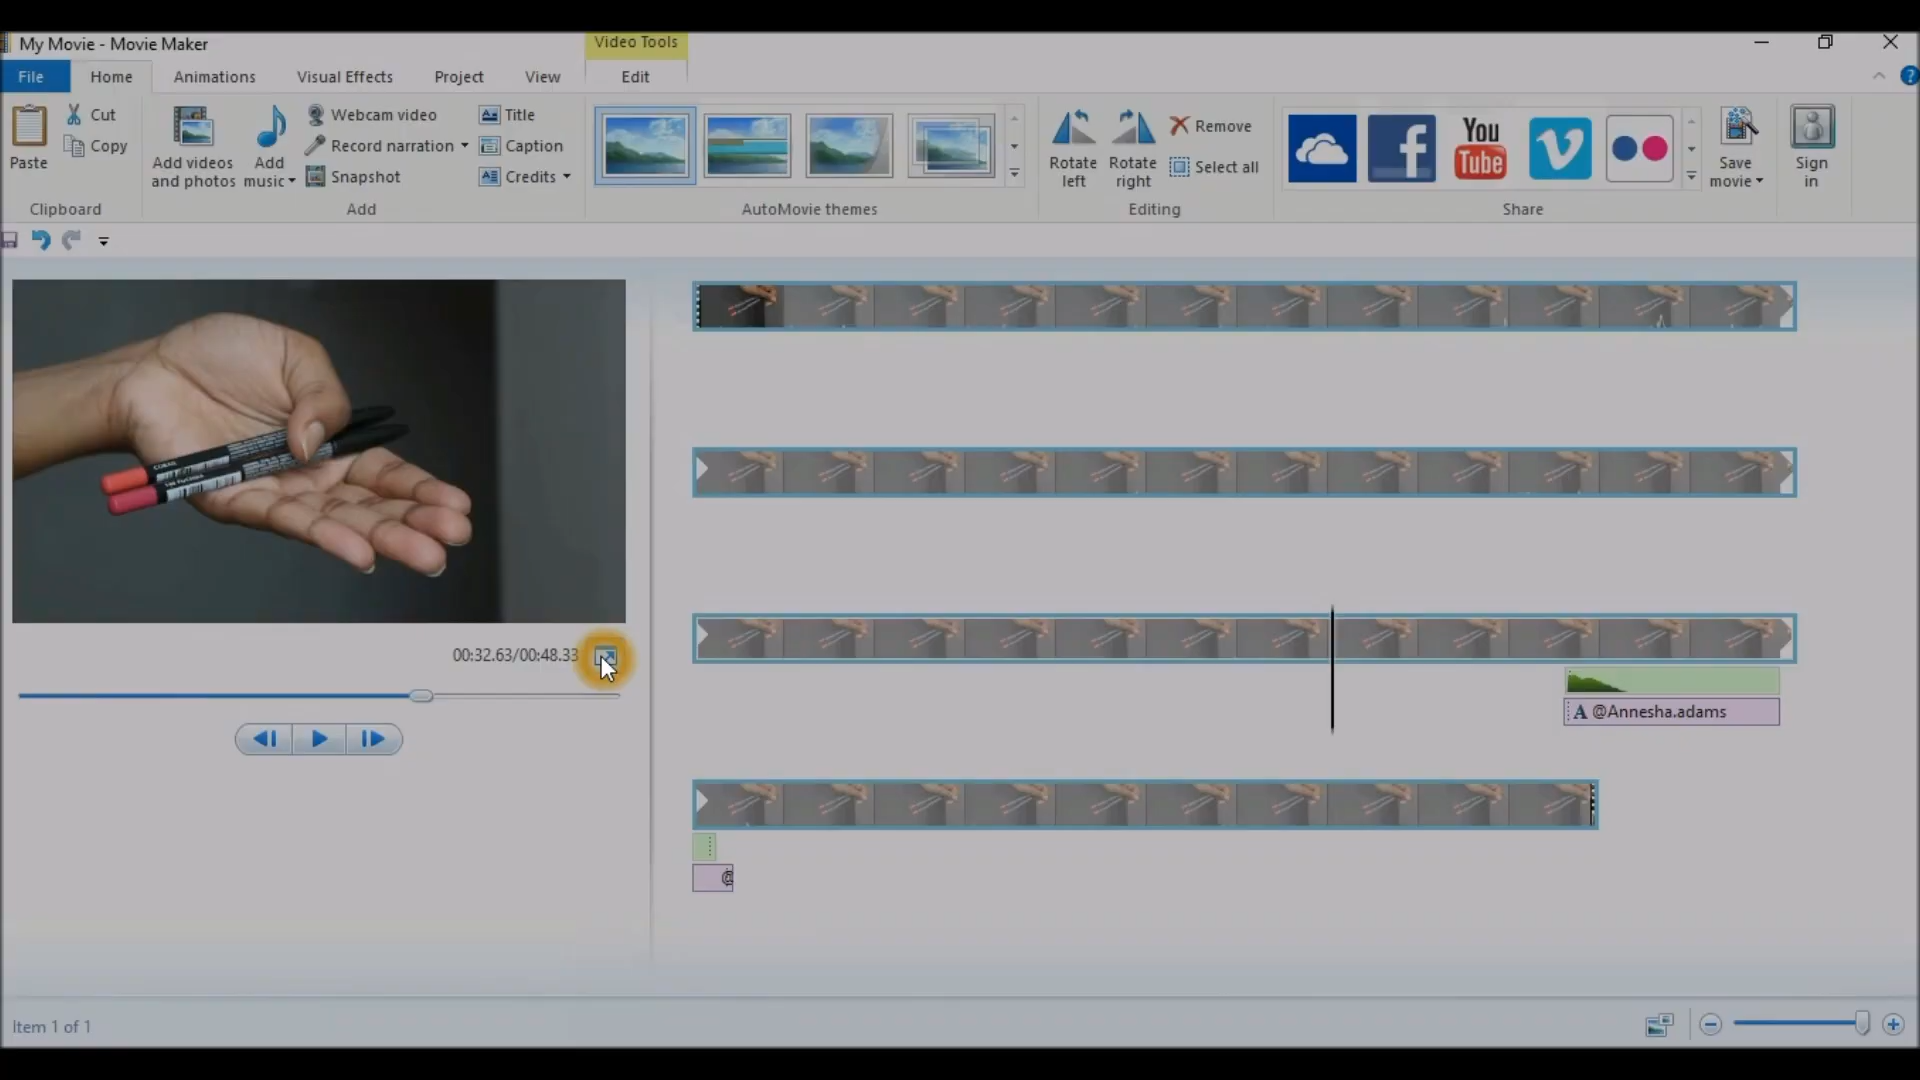 My Movie - Movie Maker
Video Tools
File
Home
Animations
Visual Effects
Project
View
Edit
?
Paste
Cut
Copy
Clipboard
Add videos
and photos
Add
music
Webcam video
Record narration
Snapshot
Title
Caption
Credits
Add
AutoMovie themes
Rotate
left
Rotate
right
Remove
Select all
Editing
f
You
Tube
Share
Save
movie
Sign
in
00:32.63/00:48.33
A @Annesha.adams
@
Item 1 of 1